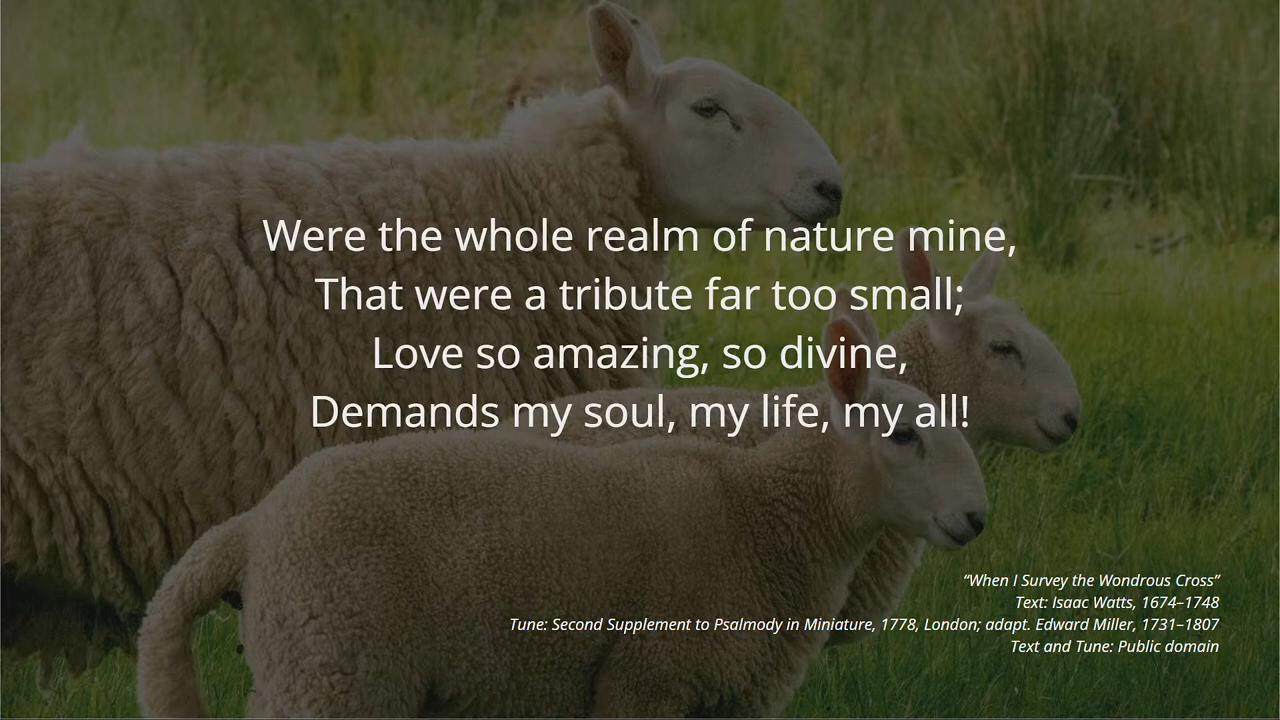 Were the whole realm of nature mine,
That were a tribute far too small;
Love so amazing, so divine,
Demands my soul, my life, my all!
“When I Survey the Wondrous Cross”
Text: Isaac Watts, 1674–1748
Tune: Second Supplement to Psalmody in Miniature, 1778, London; adapt. Edward Miller, 1731–1807
Text and Tune: Public domain